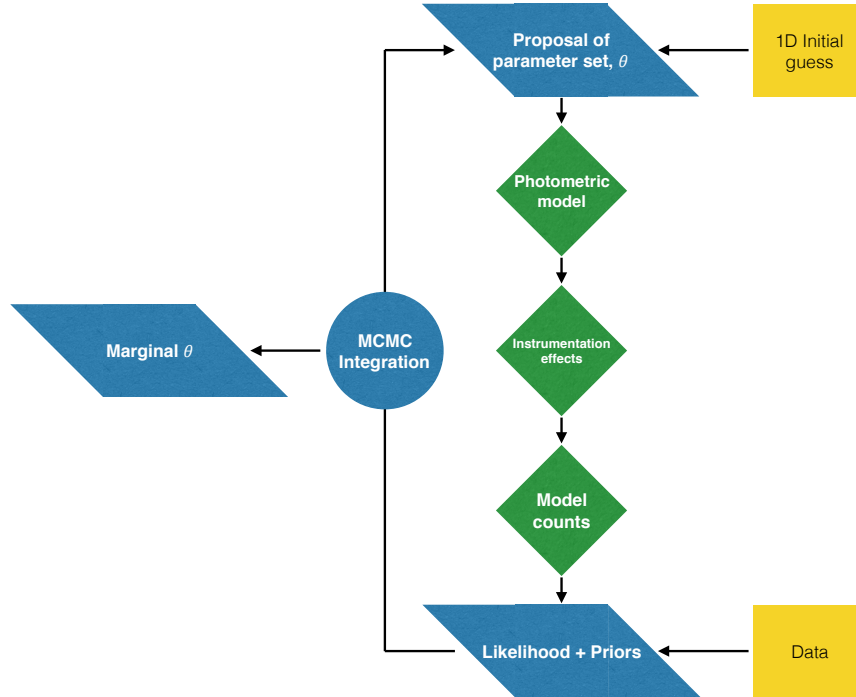 Proposal of
parameter set, θ
1D Initial
guess
Photometric
model
Instrumentation
effects
MCMC
Integration
Marginal θ
Model
counts
Likelihood + Priors
Data